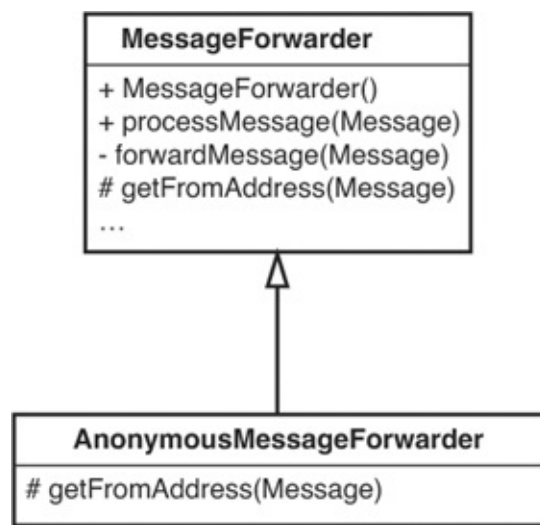 MessageForwarder
+ MessageForwarder()
+ processMessage(Message)
- forwardMessage(Message)
# getFromAddress(Message)
...
AnonymousMessageForwarder
# getFromAddress(Message)